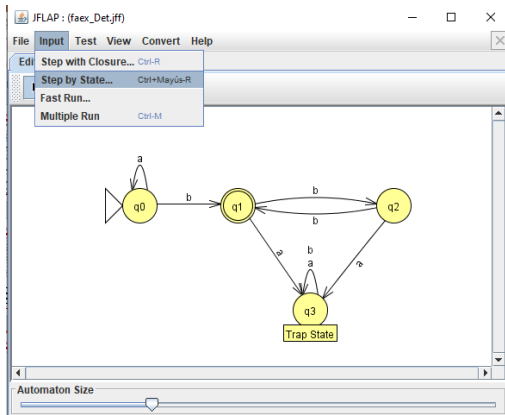 JFLAP : (faex_Det.jff)
File Input Test View Convert Help
Step with Closure... Ctrl-R
Step by State... Ctrl+Mayús-R
Fast Run...
Multiple Run Ctrl-M
a
q0
b
q1
b
b
q2
a
b
a
a
q3
Trap State
Automaton Size